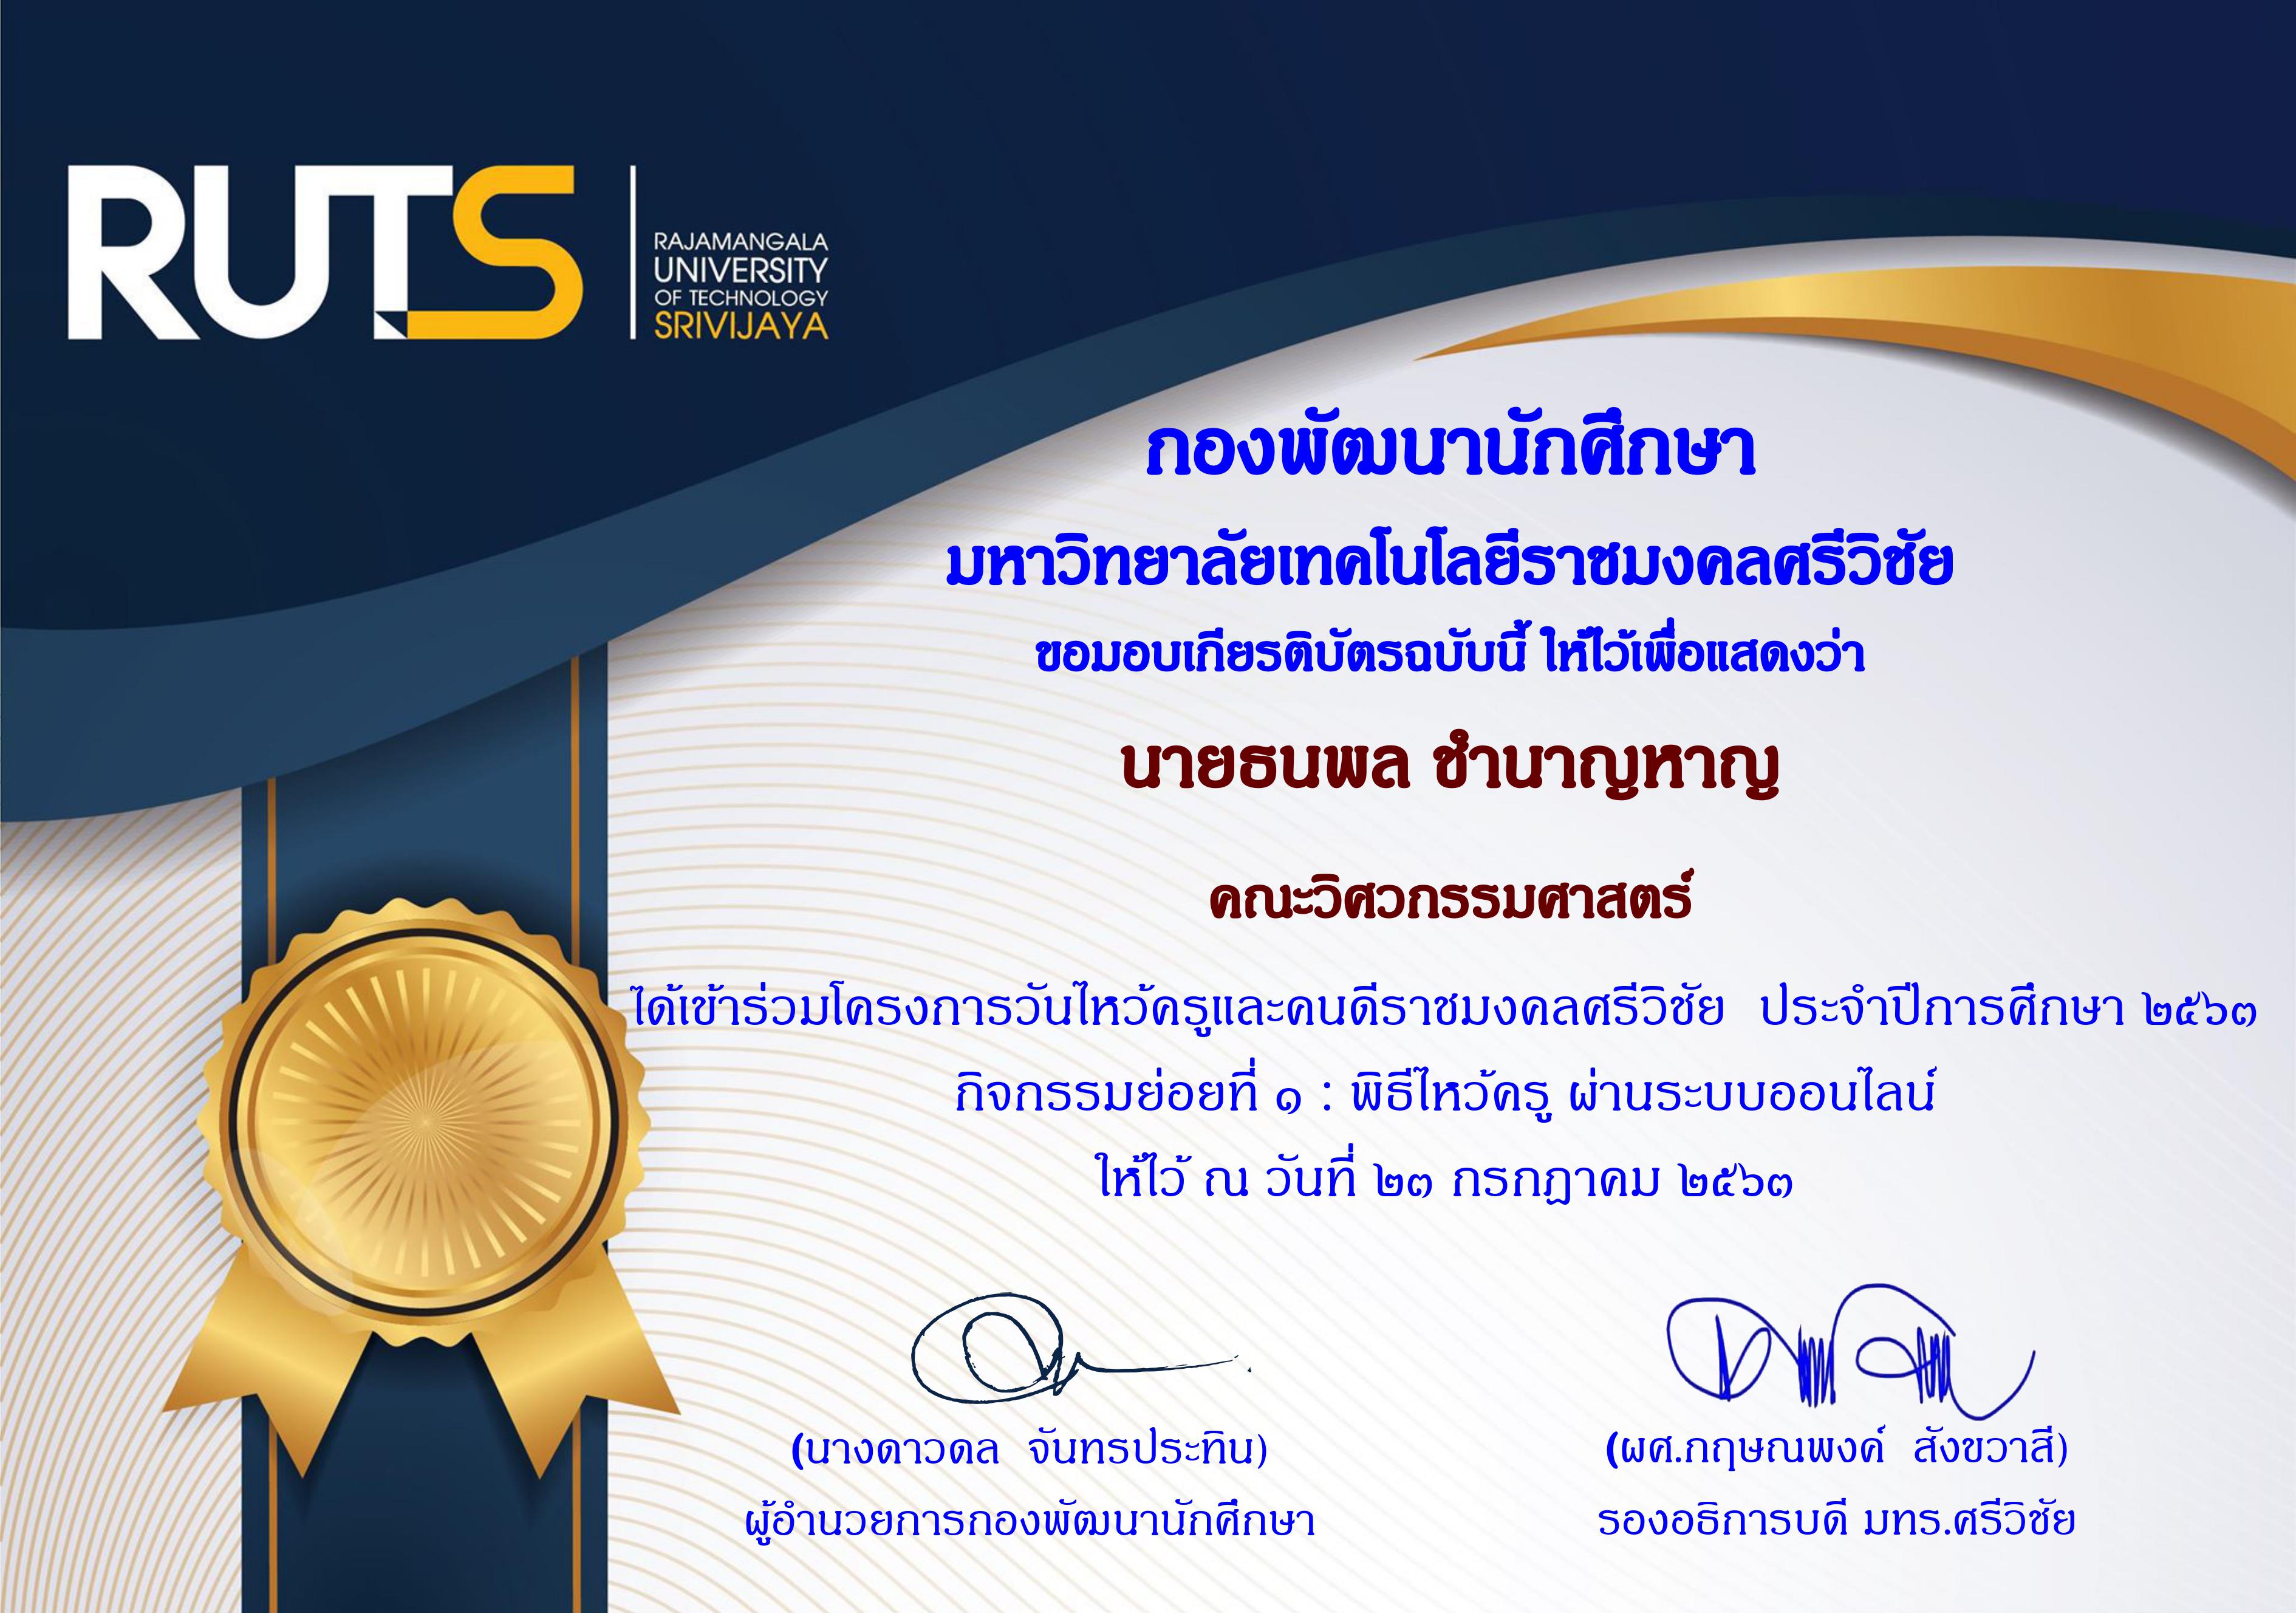 RUTS
RAJAMANGALA
UNIVERSITY
OF TECHNOLOGY
SRIVIJAYA
กองพัฒนานักศึกษา
มหาวิทยาลัยเทคโนโลยีราชมงคลศรีวิชัย
ขอมอบเกียรติบัตรฉบับนี้ ให้ไว้เพื่อแสดงว่า
นายธนพล ชำนาญหาญ
คณะวิศวกรรมศาสตร์
ได้เข้าร่วมโครงการวันไหว้ครูและคนดีราชมงคลศรีวิชัย ประจำปีการศึกษา ๒๕๖๓
กิจกรรมย่อยที่ ๑ : พิธีไหว้ครู ผ่านระบบออนไลน์
ให้ไว้ ณ วันที่ ๒๓ กรกฎาคม ๒๕๖๓
(นางดาวดล จันทรประทิน)
ผู้อำนวยการกองพัฒนานักศึกษา
(ผศ.กฤษณพงค์ สังขวาสี)
รองอธิการบดี มทร.ศรีวิชัย